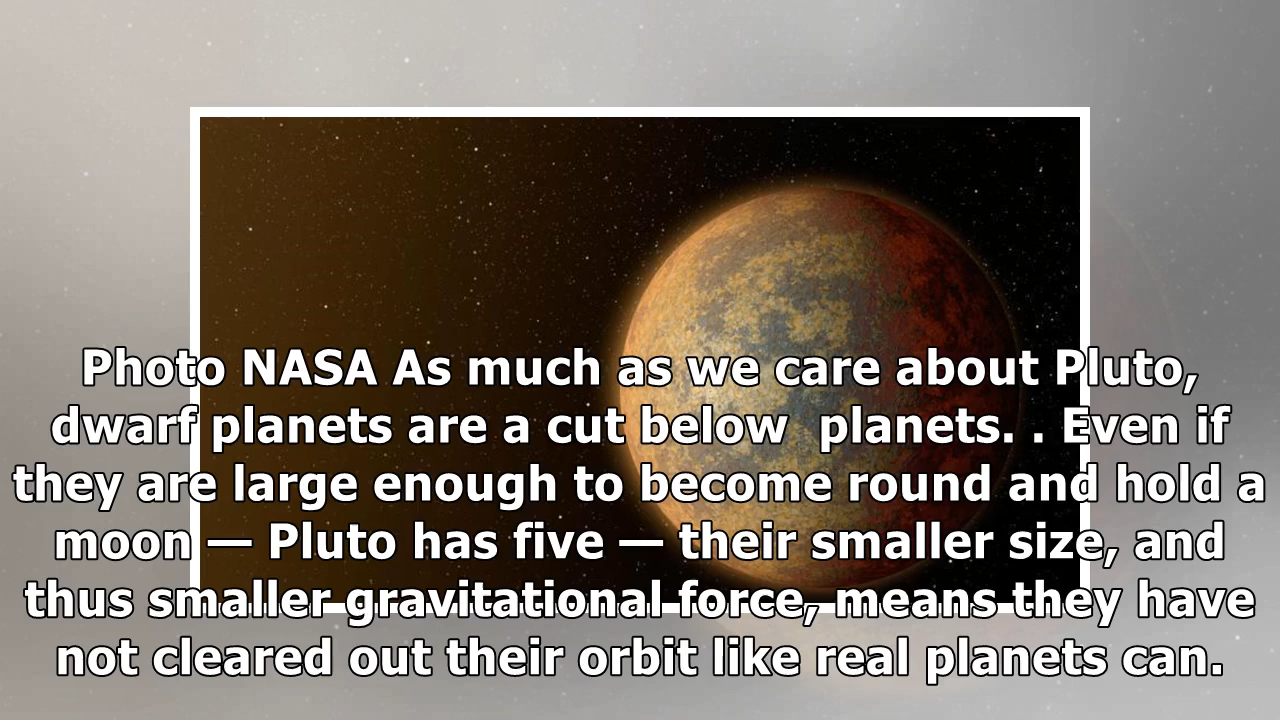 Photo NASA As much as we care about Pluto,
dwarf planets are a cut below  planets. . Even if
they are large enough to become round and hold a
moon — Pluto has five — their smaller size, and
thus smaller gravitational force, means they have
not cleared out their orbit like real planets can.